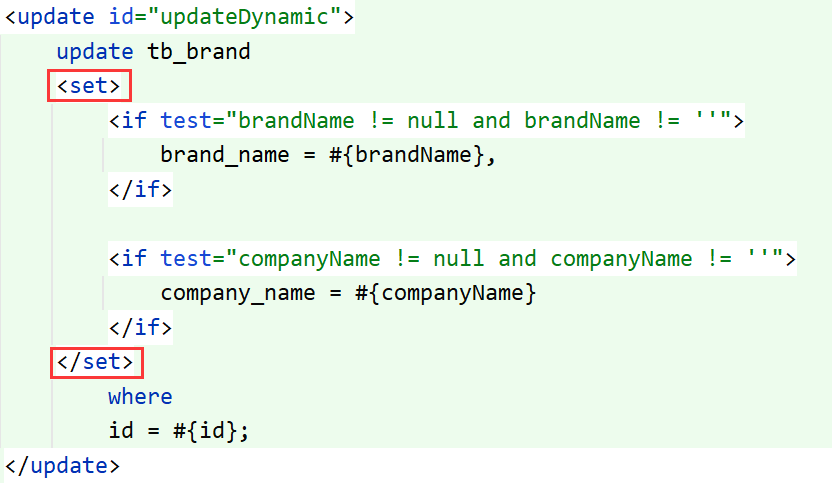 <update id="updateDynamic">
    update tb_brand
    <set>
        <if test="brandName != null and brandName != ''">
            brand_name = #{brandName},
        </if>
        <if test="companyName != null and companyName != ''">
            company_name = #{companyName}
        </if>
    </set>
        where
        id = #{id};
</update>